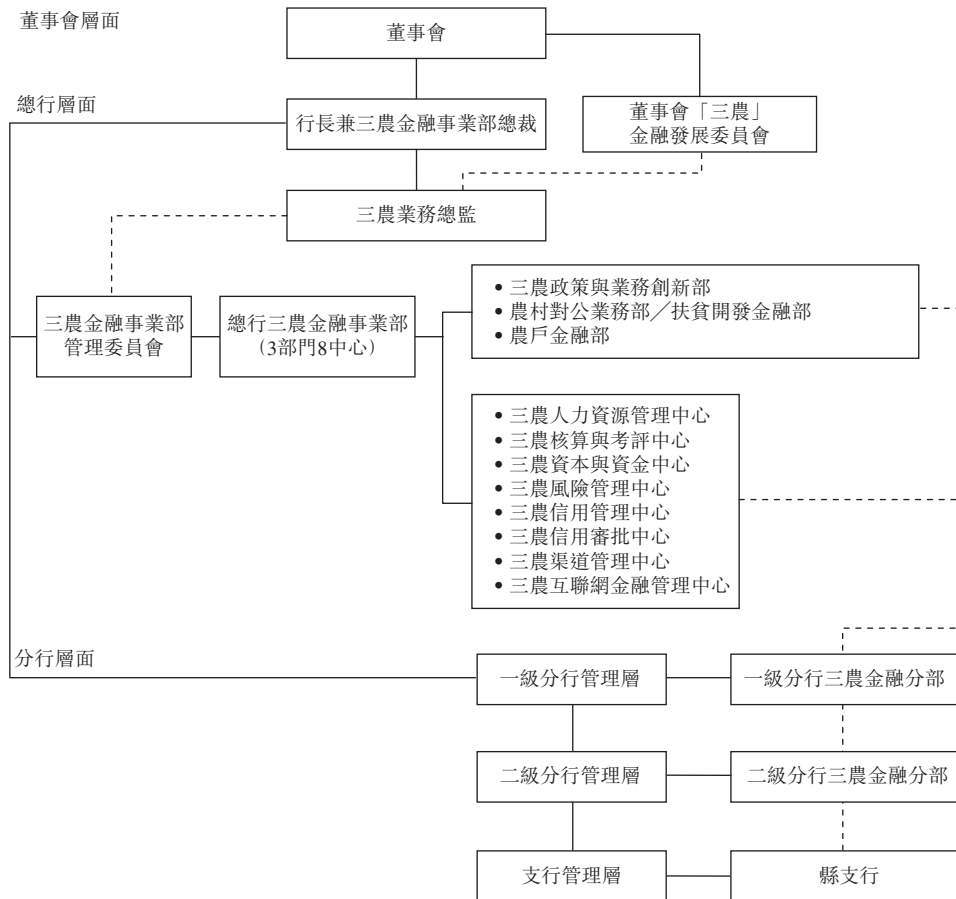 董事會層面
董事會
總行層面
行長兼三農金融事業部總裁
董事會「三農」
金融發展委員會
三農業務總監
三農金融事業部
管理委員會
總行三農金融事業部
(3部門8中心)
• 三農政策與業務創新部
• 農村對公業務部╱扶貧開發金融部
• 農戶金融部
• 三農人力資源管理中心
• 三農核算與考評中心
• 三農資本與資金中心
• 三農風險管理中心
• 三農信用管理中心
• 三農信用審批中心
• 三農渠道管理中心
• 三農互聯網金融管理中心
分行層面
一級分行管理層
一級分行三農金融分部
二級分行管理層
二級分行三農金融分部
支行管理層
縣支行